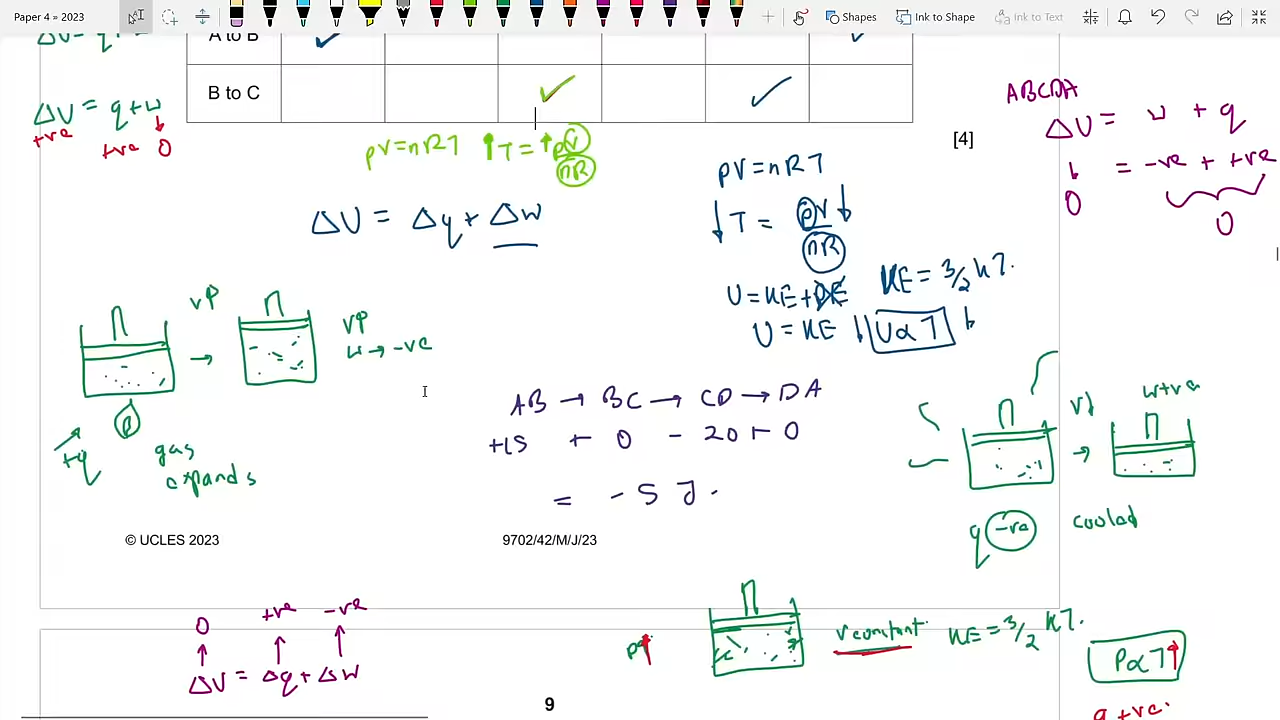 Paper 4 » 2023
Shapes
Ink to Shape
Ink to Text
A to B ✓ ✓
B to C ✓ ✓
[4]
ΔU = q + w
+ve +ve 0
pV = nRT ↑T = ↑pV/nR
ΔU = Δq + Δw
pV = nRT
↓T = pV↓/nR
U = KE + PE KE = 3/2 kT.
U = KE ↓ U ∝ T ↓
ABCDA
ΔU = w + q
0 = -ve + +ve
0
V↑
V↑
w → -ve
+q
gas
expands
AB → BC → CD → DA
+15 + 0 - 20 + 0
= - 5 J.
V↓ w+ve
q -ve cooled
© UCLES 2023
9702/42/M/J/23
0 +ve -ve
ΔU = Δq + Δw
p↑
V constant. KE = 3/2 kT.
P ∝ T↑
q +ve.
9